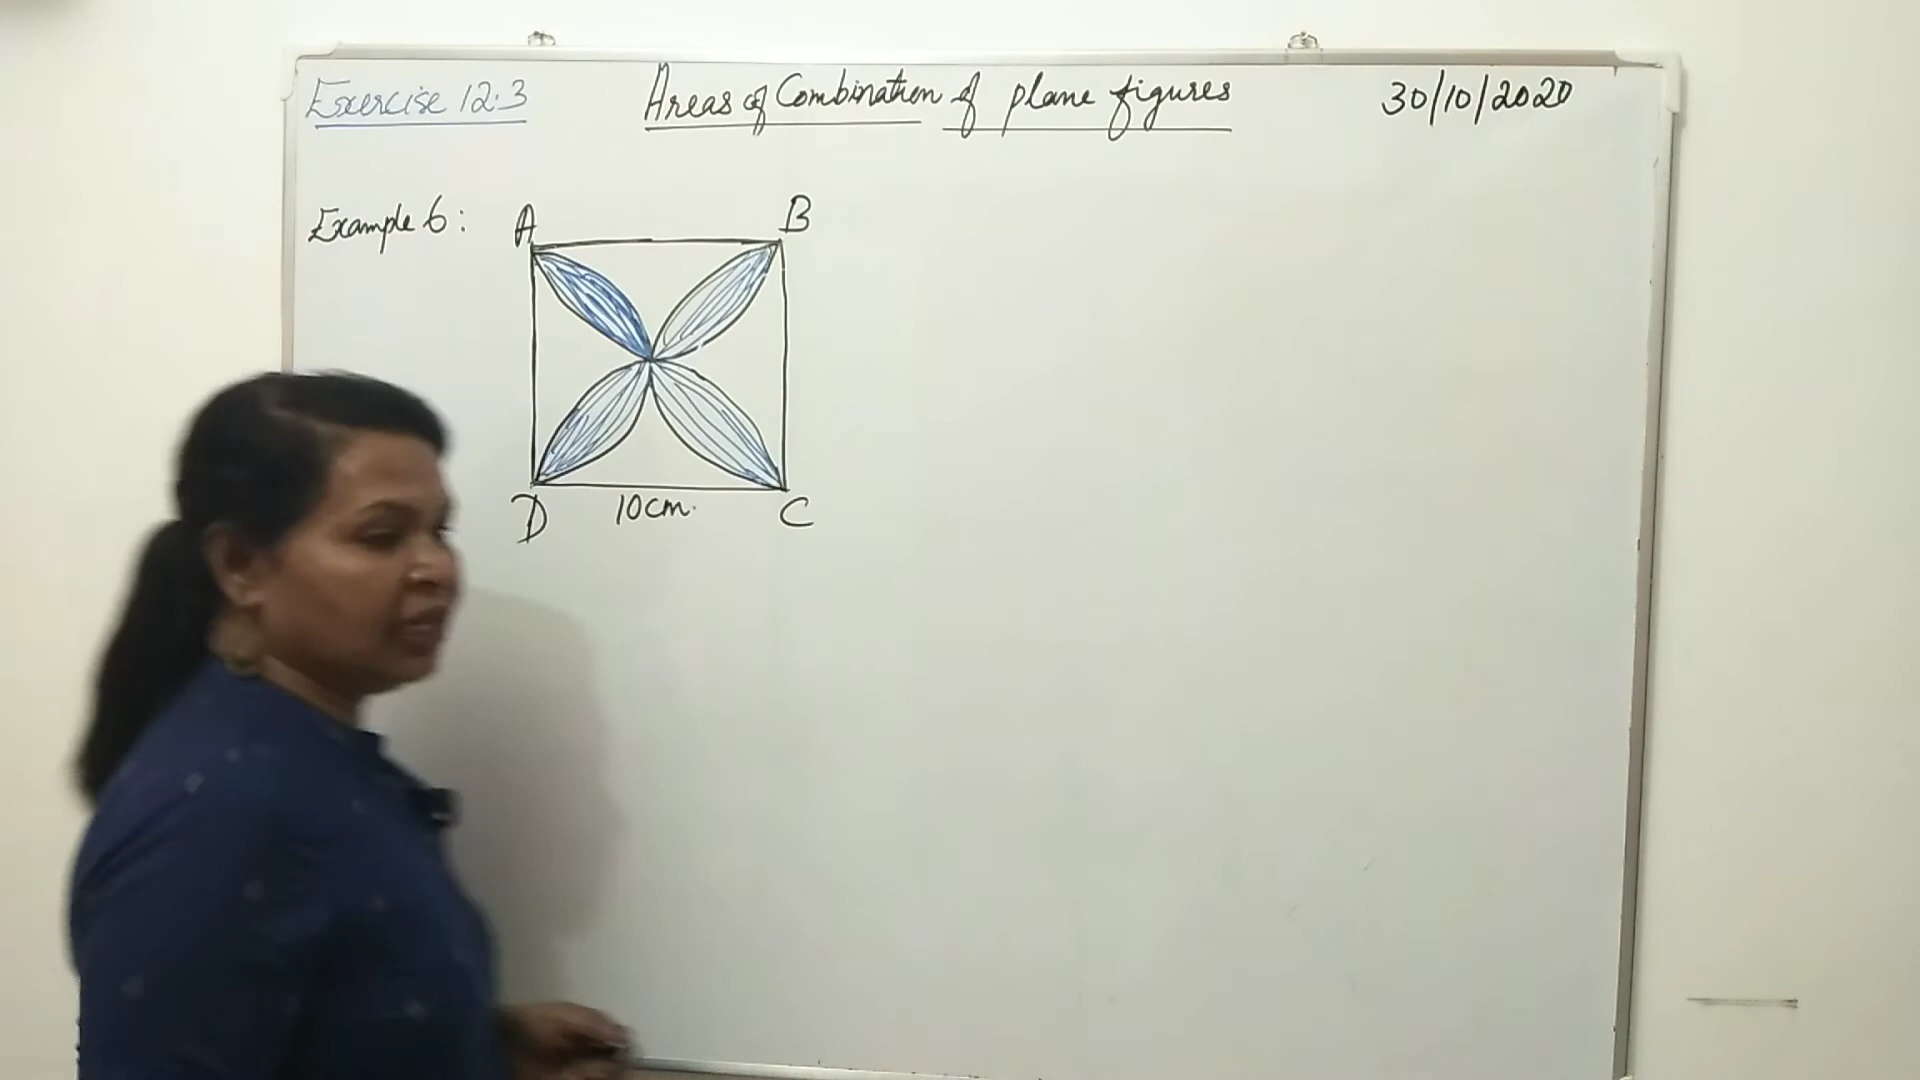 Exercise 12.3 Areas of Combination of plane figures 30/10/2020
Example 6: A B
D 10cm. C